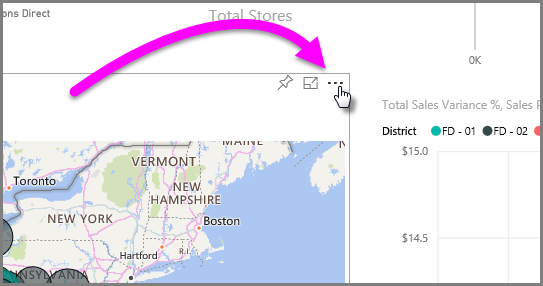 ons Direct
Total Stores
0K
Total Sales Variance %, Sales
District FD - 01 FD - 02
$15.0
$14.5
MAINE
VERMONT
Toronto
NEW
HAMPSHIRE
NEW YORK
Boston
Hartford
R.I.
NSYLVANIA